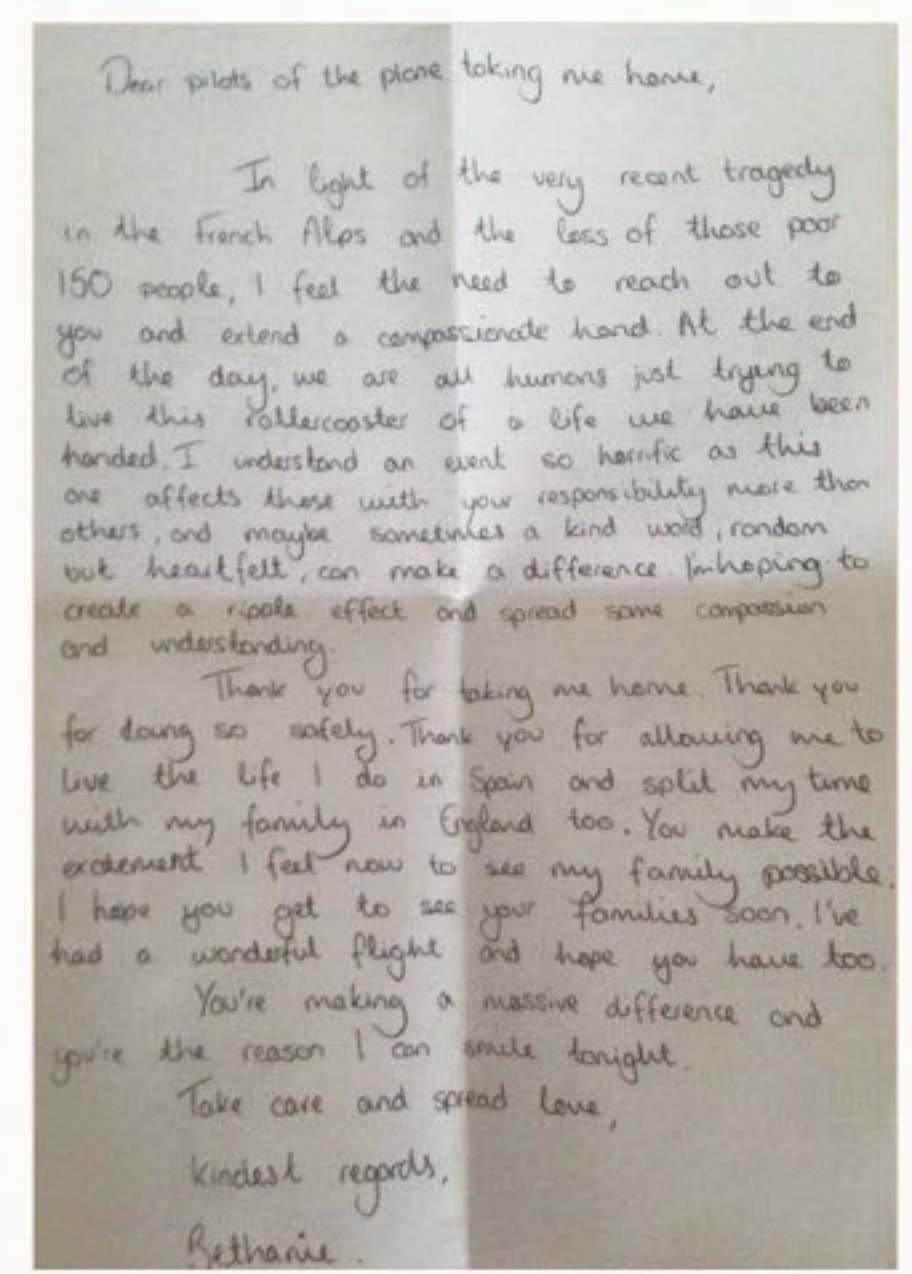 Dear pilots of the plane taking me home,
In light of the very recent tragedy
in the French Alps and the loss of those poor
150 people, I feel the need to reach out to
you and extend a compassionate hand. At the end
of the day, we are all humans just trying to
live this rollercoaster of a life we have been
handed. I understand an event so horrific as this
one affects those with your responsibility more than
others, and maybe sometimes a kind word, random
but heartfelt, can make a difference. I'm hoping to
create a ripple effect and spread some compassion
and understanding.
Thank you for taking me home. Thank you
for doing so safely. Thank you for allowing me to
live the life I do in Spain and split my time
with my family in England too. You make the
excitement I feel now to see my family possible.
I hope you get to see your families soon. I've
had a wonderful flight and hope you have too.
You're making a massive difference and
you're the reason I can smile tonight.
Take care and spread love,
Kindest regards,
Bethanie.